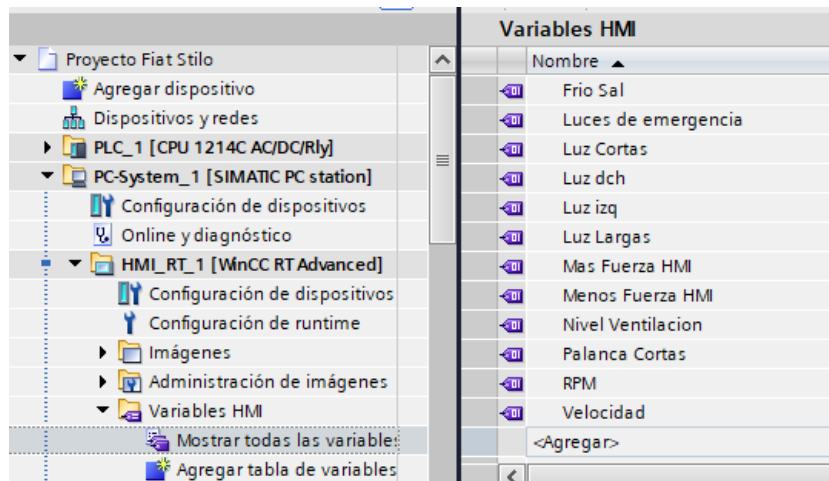 Proyecto Fiat Stilo
Agregar dispositivo
Dispositivos y redes
PLC_1 [CPU 1214C AC/DC/Rly]
PC-System_1 [SIMATIC PC station]
Configuración de dispositivos
Online y diagnóstico
HMI_RT_1 [WinCC RT Advanced]
Configuración de dispositivos
Configuración de runtime
Imágenes
Administración de imágenes
Variables HMI
Mostrar todas las variables
Agregar tabla de variables
Variables HMI
Nombre
Frio Sal
Luces de emergencia
Luz Cortas
Luz dch
Luz izq
Luz Largas
Mas Fuerza HMI
Menos Fuerza HMI
Nivel Ventilacion
Palanca Cortas
RPM
Velocidad
<Agregar>